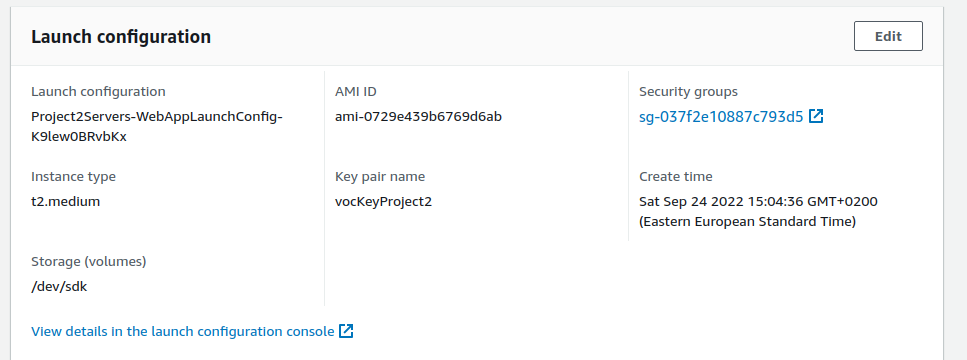 Launch configuration
Edit
Launch configuration
Project2Servers-WebAppLaunchConfig-
K9lew0BRvbKx
AMI ID
ami-0729e439b6769d6ab
Security groups
sg-037f2e10887c793d5
Instance type
t2.medium
Key pair name
vocKeyProject2
Create time
Sat Sep 24 2022 15:04:36 GMT+0200
(Eastern European Standard Time)
Storage (volumes)
/dev/sdk
View details in the launch configuration console